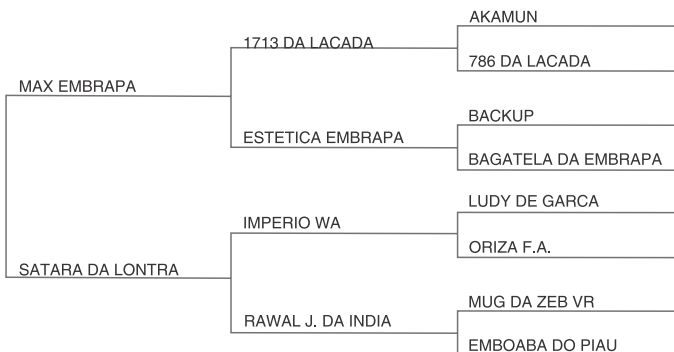 AKAMUN
1713 DA LACADA
786 DA LACADA
MAX EMBRAPA
BACKUP
ESTETICA EMBRAPA
BAGATELA DA EMBRAPA
LUDY DE GARCA
IMPERIO WA
ORIZA F.A.
SATARA DA LONTRA
MUG DA ZEB VR
RAWAL J. DA INDIA
EMBOABA DO PIAU